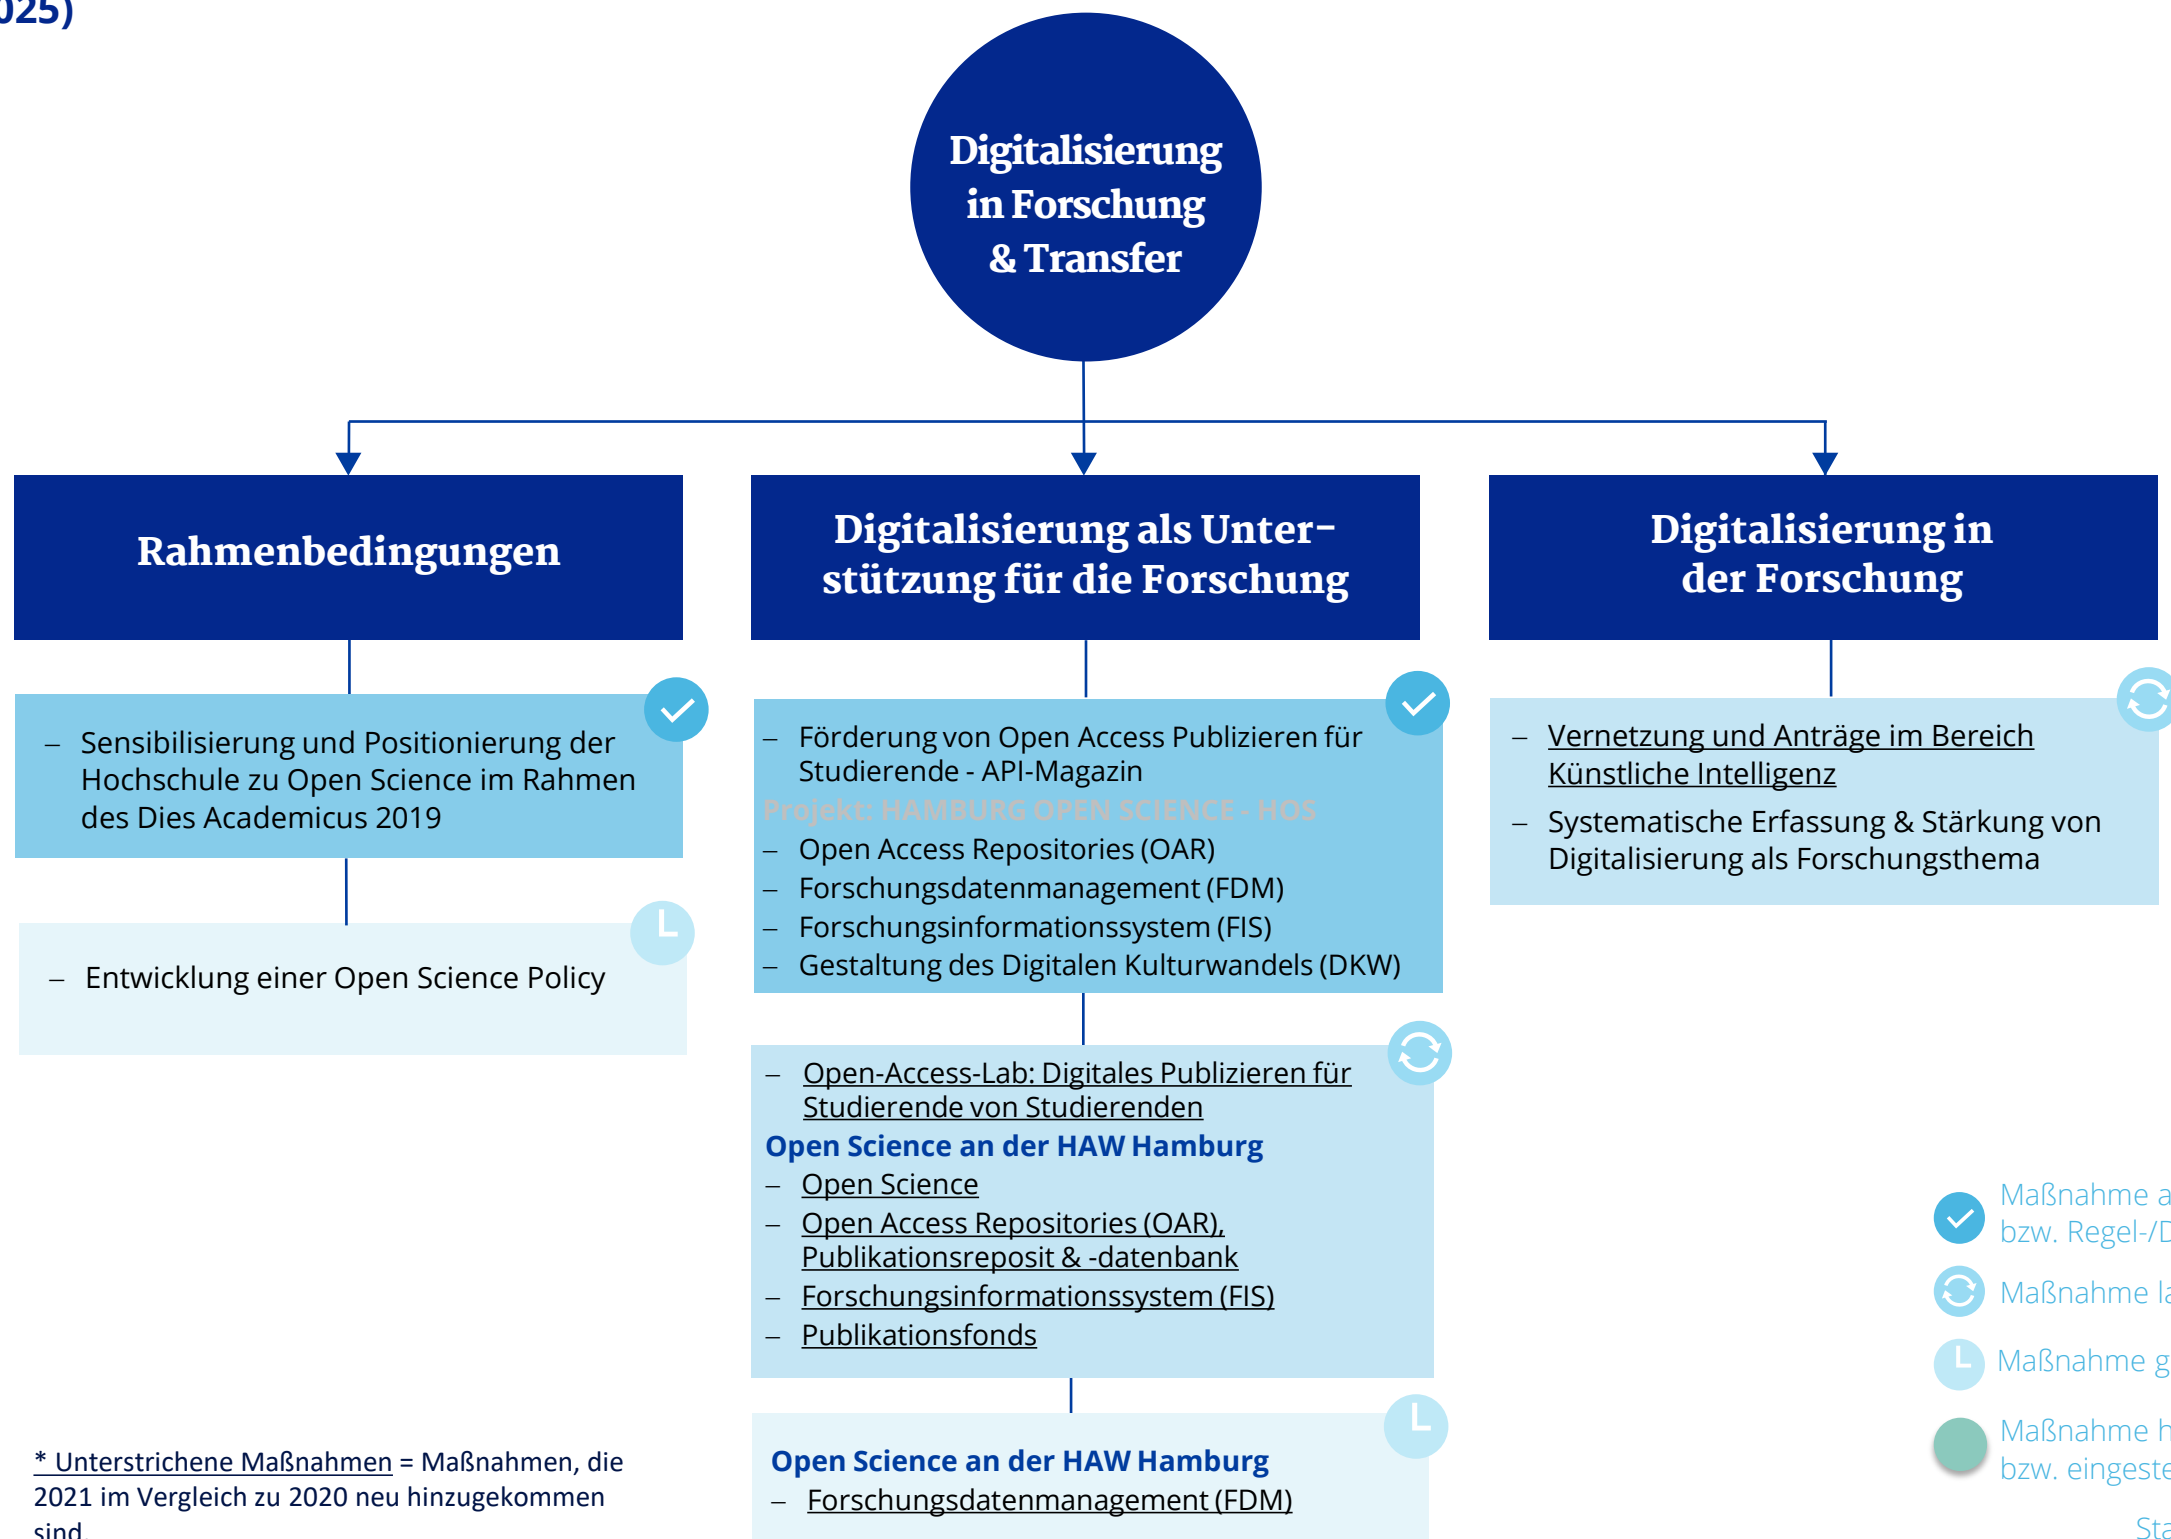 Digitalisierung
in Forschung
& Transfer
Rahmenbedingungen
– Sensibilisierung und Positionierung der
Hochschule zu Open Science im Rahmen
des Dies Academicus 2019
– Entwicklung einer Open Science Policy
Digitalisierung als Unter-
stützung für die Forschung
– Förderung von Open Access Publizieren für
Studierende - API-Magazin
Projekt: HAMBURG OPEN SCIENCE - HOS
– Open Access Repositories (OAR)
– Forschungsdatenmanagement (FDM)
– Forschungsinformationssystem (FIS)
– Gestaltung des Digitalen Kulturwandels (DKW)
– Open-Access-Lab: Digitales Publizieren für
Studierende von Studierenden
Open Science an der HAW Hamburg
– Open Science
– Open Access Repositories (OAR),
Publikationsreposit & -datenbank
– Forschungsinformationssystem (FIS)
– Publikationsfonds
Open Science an der HAW Hamburg
– Forschungsdatenmanagement (FDM)
Digitalisierung in
der Forschung
– Vernetzung und Anträge im Bereich
Künstliche Intelligenz
– Systematische Erfassung & Stärkung von
Digitalisierung als Forschungsthema
* Unterstrichene Maßnahmen = Maßnahmen, die
2021 im Vergleich zu 2020 neu hinzugekommen
sind.
Maßnahme
bzw.
Maßnahme
Maßnahme
Maßnahme
bzw.